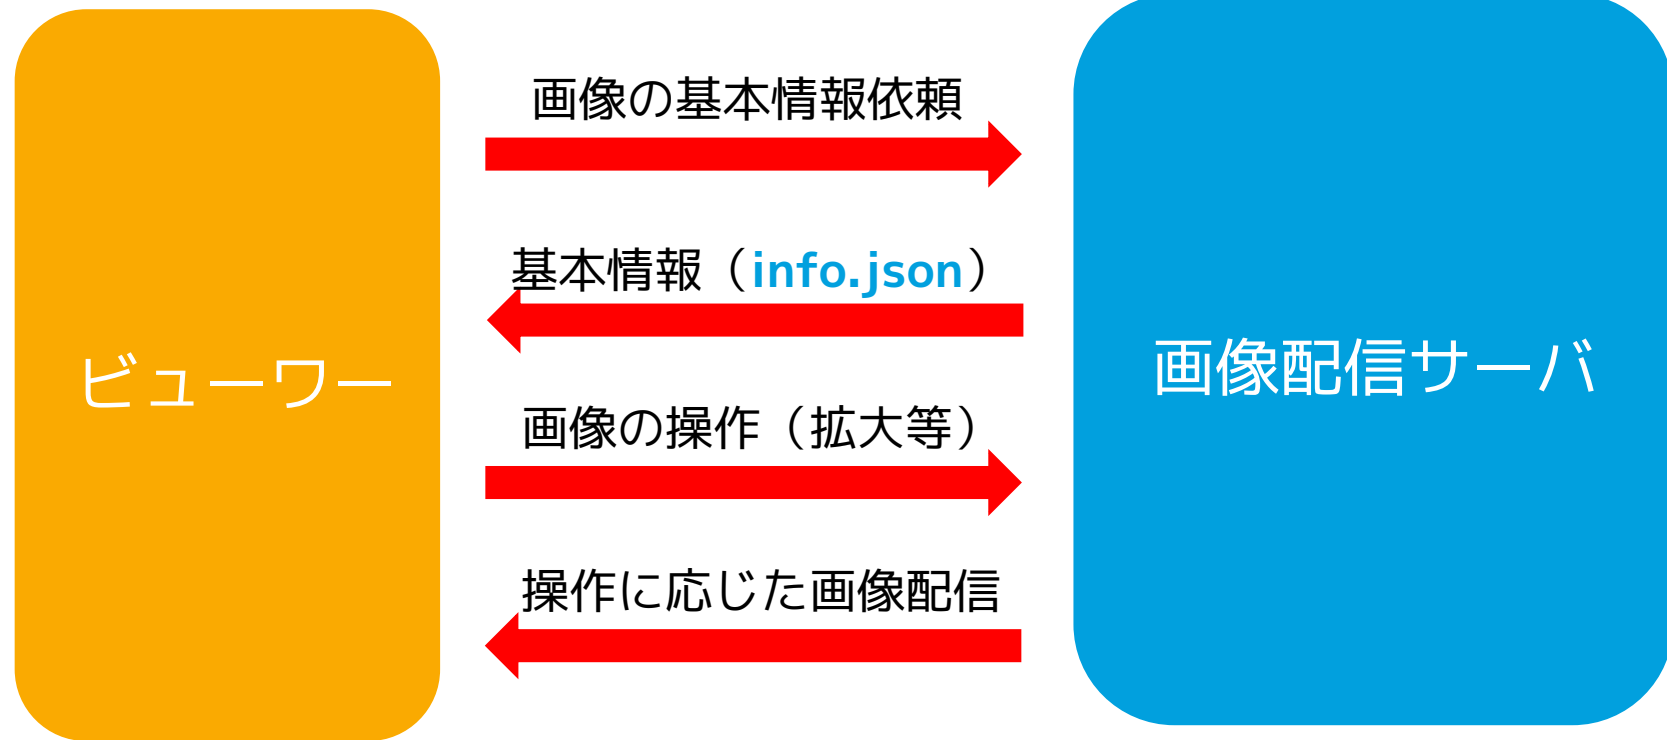 画像の基本情報依頼
基本情報（info.json）
ビューワー
画像配信サーバ
画像の操作（拡大等）
操作に応じた画像配信